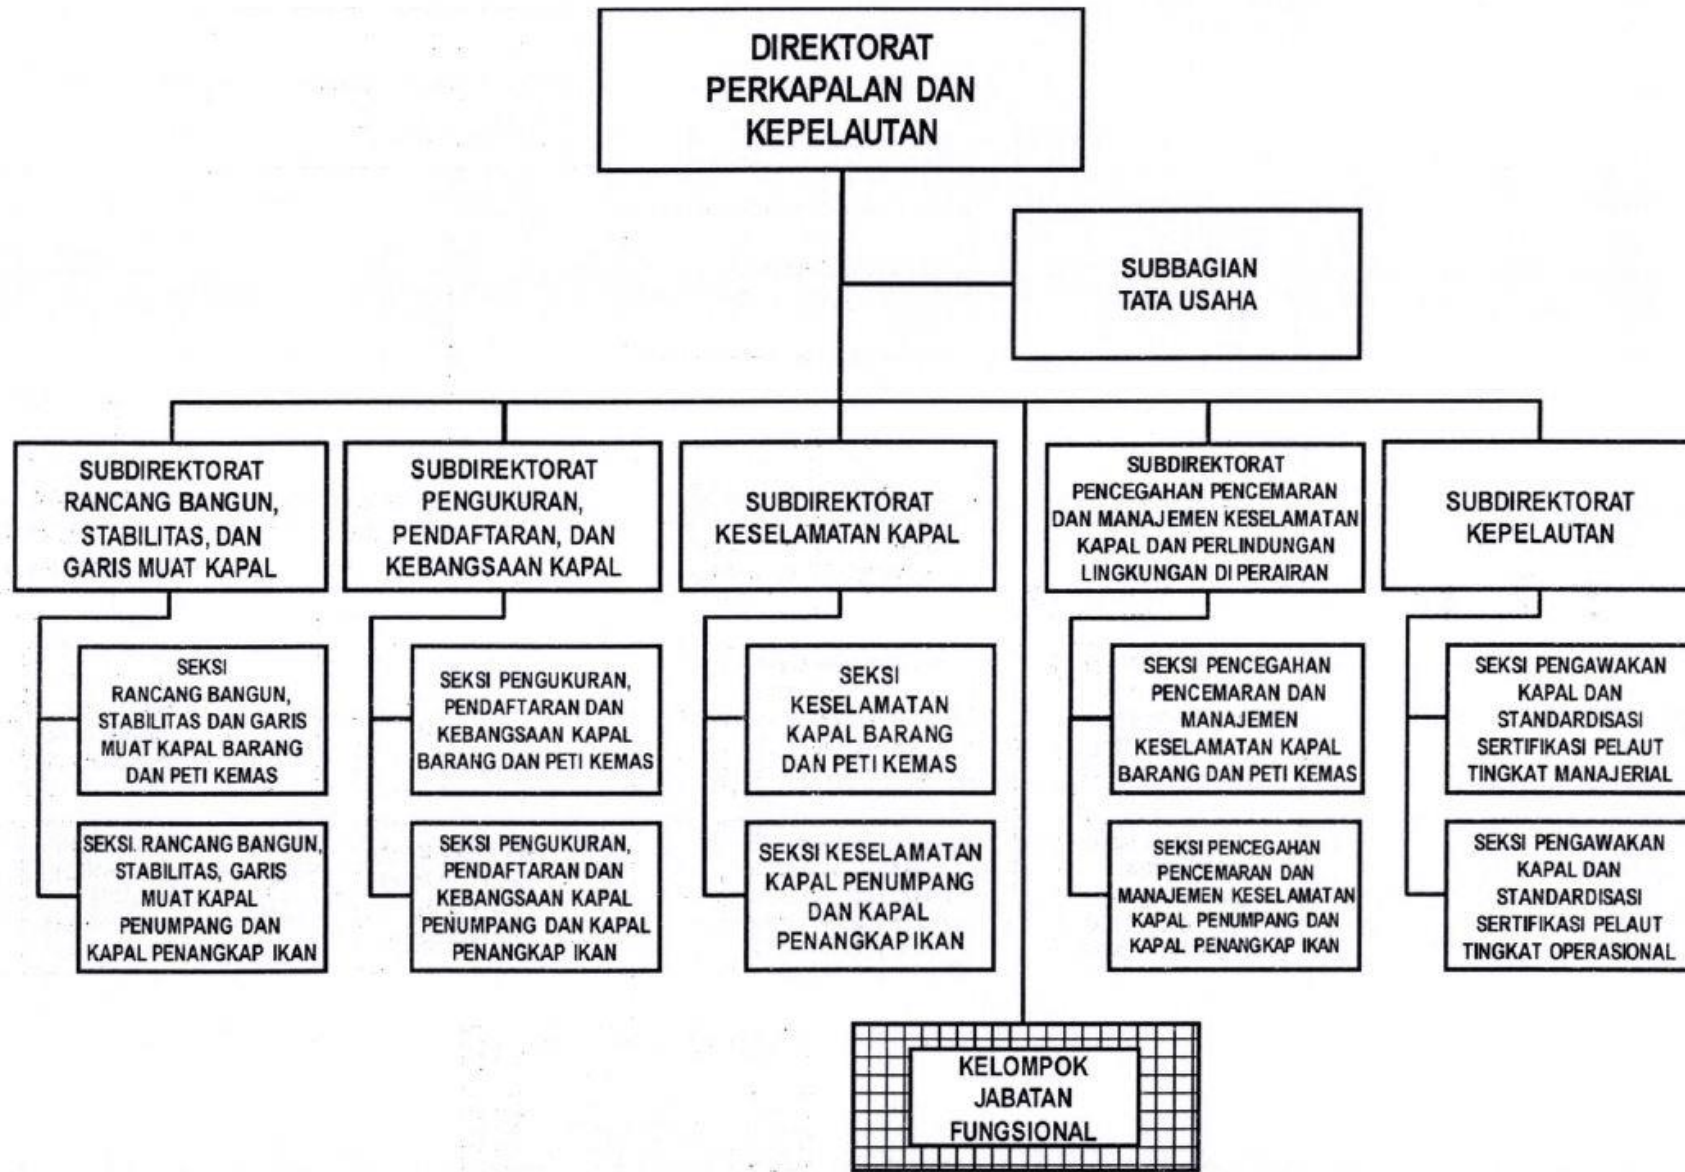 DIREKTORAT
PERKAPALAN DAN
KEPELAUTAN
SUBBAGIAN
TATA USAHA
SUBDIREKTORAT
RANCANG BANGUN,
STABILITAS, DAN
GARIS MUAT KAPAL
SUBDIREKTORAT
PENGUKURAN,
PENDAFTARAN, DAN
KEBANGSAAN KAPAL
SUBDIREKTORAT
KESELAMATAN KAPAL
SUBDIREKTORAT
PENCEGAHAN PENCEMARAN
DAN MANAJEMEN KESELAMATAN
KAPAL DAN PERLINDUNGAN
LINGKUNGAN DI PERAIRAN
SUBDIREKTORAT
KEPELAUTAN
SEKSI
RANCANG BANGUN,
STABILITAS DAN GARIS
MUAT KAPAL BARANG
DAN PETI KEMAS
SEKSI PENGUKURAN,
PENDAFTARAN DAN
KEBANGSAAN KAPAL
BARANG DAN PETI KEMAS
SEKSI
KESELAMATAN
KAPAL BARANG
DAN PETI KEMAS
SEKSI PENCEGAHAN
PENCEMARAN DAN
MANAJEMEN
KESELAMATAN KAPAL
BARANG DAN PETI KEMAS
SEKSI PENGAWAKAN
KAPAL DAN
STANDARDISASI
SERTIFIKASI PELAUT
TINGKAT MANAJERIAL
SEKSI. RANCANG BANGUN,
STABILITAS, GARIS
MUAT KAPAL
PENUMPANG DAN
KAPAL PENANGKAP IKAN
SEKSI PENGUKURAN,
PENDAFTARAN DAN
KEBANGSAAN KAPAL
PENUMPANG DAN KAPAL
PENANGKAP IKAN
SEKSI KESELAMATAN
KAPAL PENUMPANG
DAN KAPAL
PENANGKAP IKAN
SEKSI PENCEGAHAN
PENCEMARAN DAN
MANAJEMEN KESELAMATAN
KAPAL PENUMPANG DAN
KAPAL PENANGKAP IKAN
SEKSI PENGAWAKAN
KAPAL DAN
STANDARDISASI
SERTIFIKASI PELAUT
TINGKAT OPERASIONAL
KELOMPOK
JABATAN
FUNGSIONAL